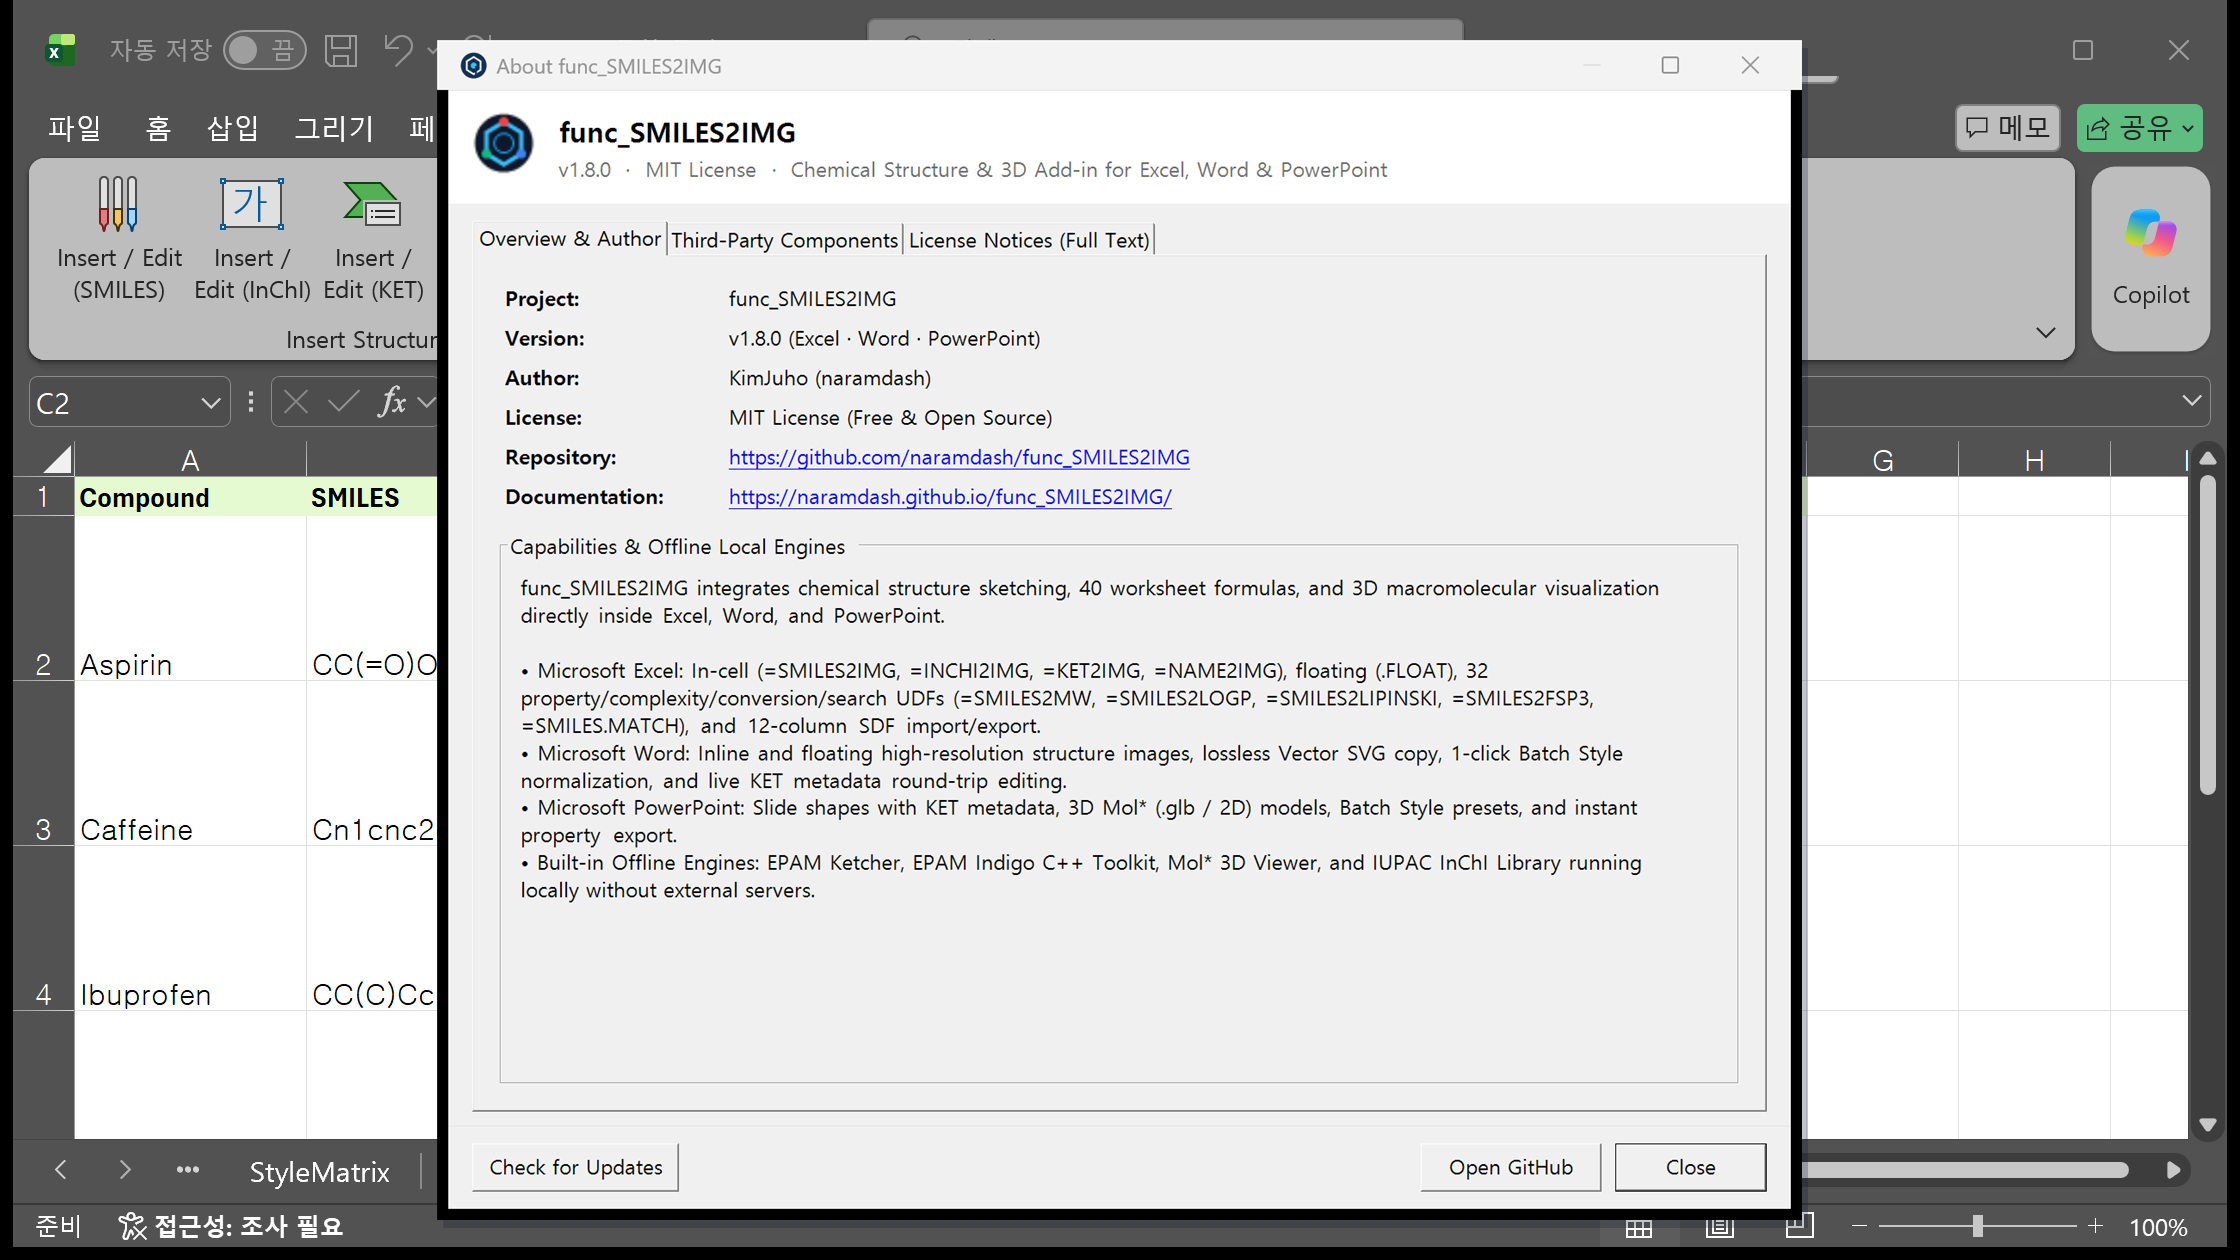 자동 저장
끔
About func_SMILES2IMG
파일
홈
삽입
그리기
페
메모
공유
func_SMILES2IMG
v1.8.0 · MIT License · Chemical Structure & 3D Add-in for Excel, Word & PowerPoint
가
Insert / Edit (SMILES)
Insert / Edit (InChI)
Insert / Edit (KET)
Insert Structur
Copilot
Overview & Author
Third-Party Components
License Notices (Full Text)
Project: func_SMILES2IMG
Version: v1.8.0 (Excel · Word · PowerPoint)
Author: KimJuho (naramdash)
License: MIT License (Free & Open Source)
Repository: https://github.com/naramdash/func_SMILES2IMG
Documentation: https://naramdash.github.io/func_SMILES2IMG/
C2
fx
A
G
H
1 Compound SMILES
2 Aspirin CC(=O)O
3 Caffeine Cn1cnc2
4 Ibuprofen CC(C)Cc
Capabilities & Offline Local Engines
func_SMILES2IMG integrates chemical structure sketching, 40 worksheet formulas, and 3D macromolecular visualization
directly inside Excel, Word, and PowerPoint.
• Microsoft Excel: In-cell (=SMILES2IMG, =INCHI2IMG, =KET2IMG, =NAME2IMG), floating (.FLOAT), 32
property/complexity/conversion/search UDFs (=SMILES2MW, =SMILES2LOGP, =SMILES2LIPINSKI, =SMILES2FSP3,
=SMILES.MATCH), and 12-column SDF import/export.
• Microsoft Word: Inline and floating high-resolution structure images, lossless Vector SVG copy, 1-click Batch Style
normalization, and live KET metadata round-trip editing.
• Microsoft PowerPoint: Slide shapes with KET metadata, 3D Mol* (.glb / 2D) models, Batch Style presets, and instant
property export.
• Built-in Offline Engines: EPAM Ketcher, EPAM Indigo C++ Toolkit, Mol* 3D Viewer, and IUPAC InChI Library running
locally without external servers.
Check for Updates
Open GitHub
Close
StyleMatrix
준비
접근성: 조사 필요
100%